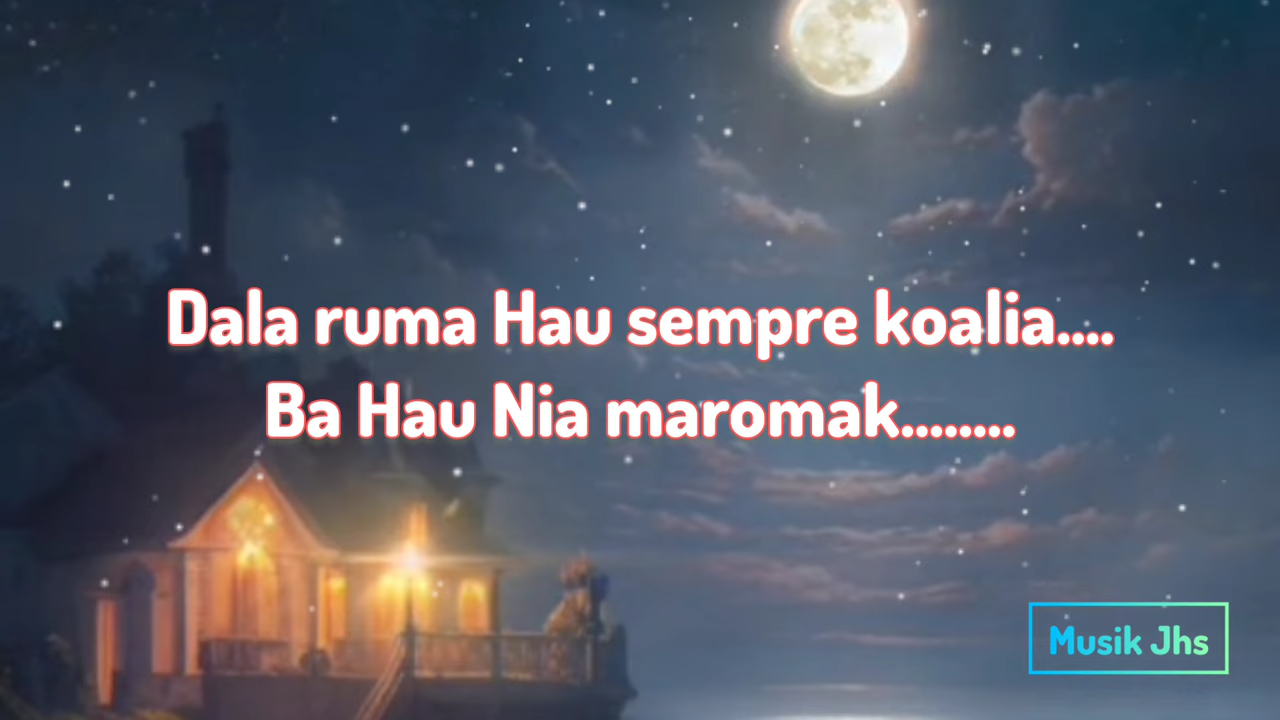 Dala ruma Hau sempre koalia....
Ba Hau Nia maromak........
Musik Jhs